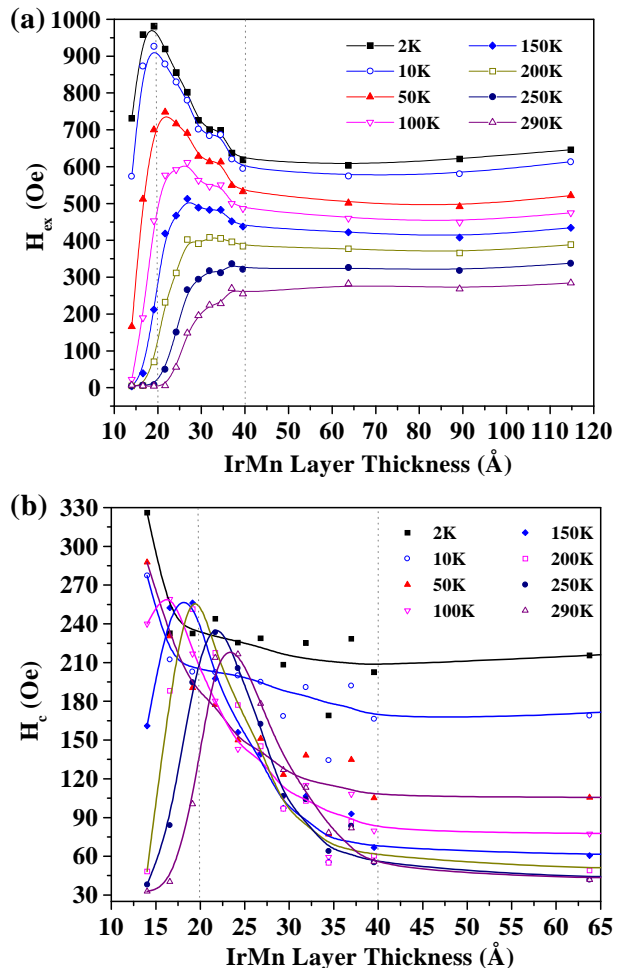 (a)
1000
900
800
700
600
500
400
300
200
100
0
H_ex (Oe)
2K 150K
10K 200K
50K 250K
100K 290K
10 20 30 40 50 60 70 80 90 100 110 120
IrMn Layer Thickness (Å)
(b)
330
300
270
240
210
180
150
120
90
60
30
H_c (Oe)
2K 150K
10K 200K
50K 250K
100K 290K
10 15 20 25 30 35 40 45 50 55 60 65
IrMn Layer Thickness (Å)